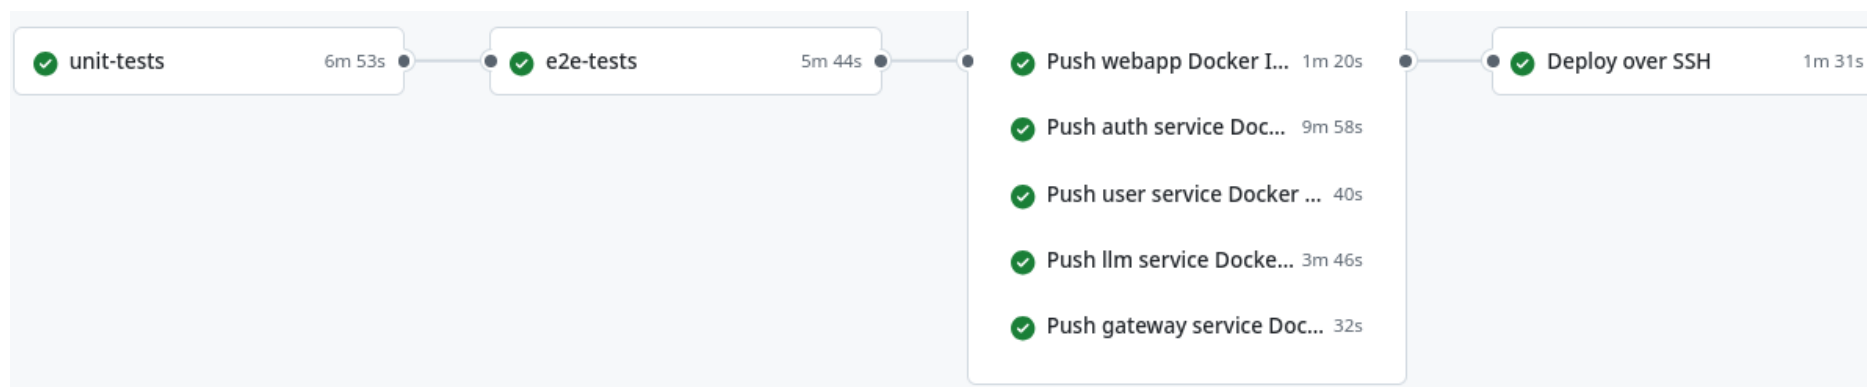 unit-tests 6m 53s
e2e-tests 5m 44s
Push webapp Docker I... 1m 20s
Push auth service Doc... 9m 58s
Push user service Docker ... 40s
Push llm service Docke... 3m 46s
Push gateway service Doc... 32s
Deploy over SSH 1m 31s